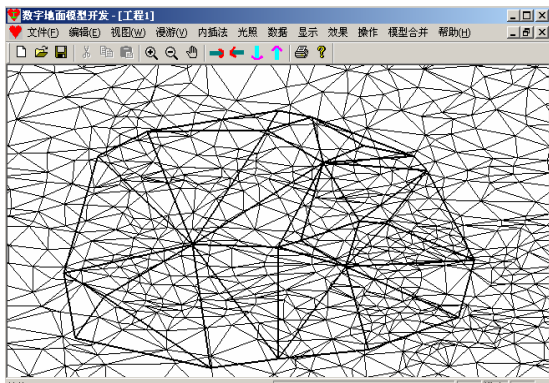 数字地面模型开发 - [工程1]
文件(F) 编辑(E) 视图(W) 漫游(V) 内插法 光照 数据 显示 效果 操作 模型合并 帮助(H)